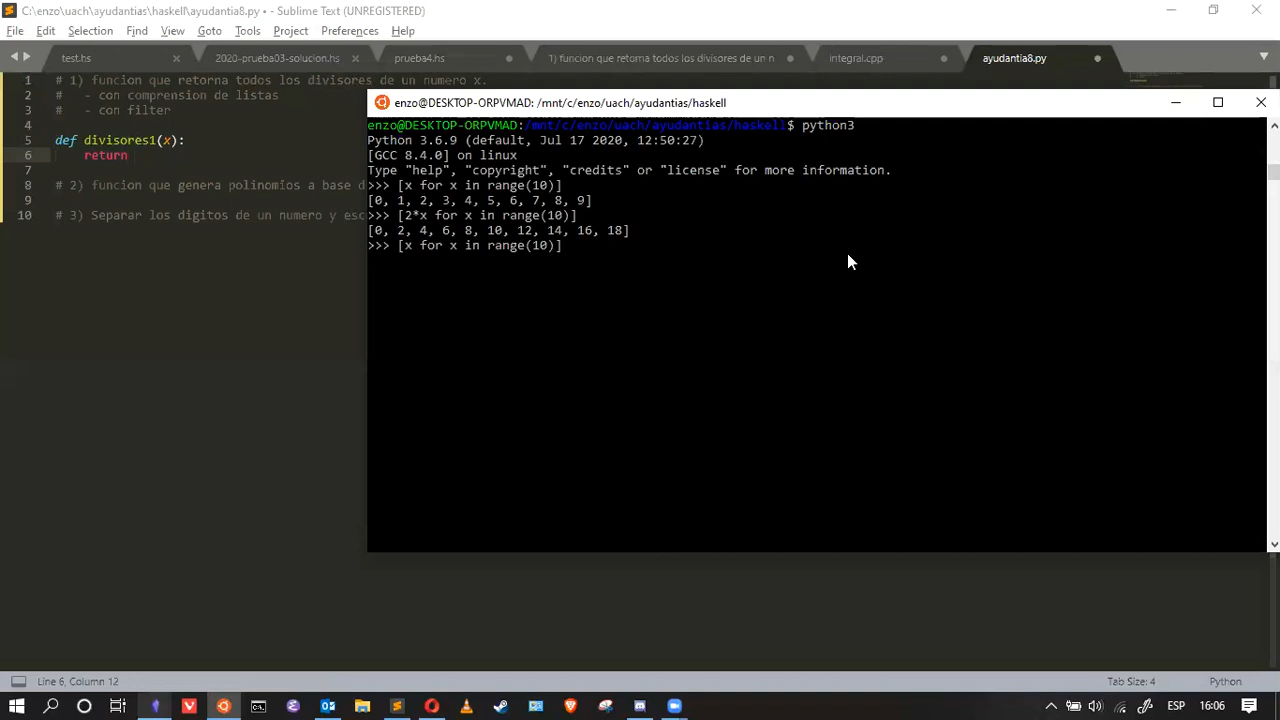 C:\enzo\uach\ayudantias\haskell\ayudantia8.py • - Sublime Text (UNREGISTERED)
File Edit Selection Find View Goto Tools Project Preferences Help
test.hs 2020-prueba03-solucion.hs prueba4.hs 1) funcion que retorna todos los divisores de un n integral.cpp ayudantia8.py
1 # 1) funcion que retorna todos los divisores de un numero x.
2 # - con comprension de listas
3 # - con filter
4
5 def divisores1(x):
6 return
7
8 # 2) funcion que genera polinomios a base d
9
10 # 3) Separar los digitos de un numero y esc
enzo@DESKTOP-ORPVMAD: /mnt/c/enzo/uach/ayudantias/haskell
enzo@DESKTOP-ORPVMAD:/mnt/c/enzo/uach/ayudantias/haskell$ python3
Python 3.6.9 (default, Jul 17 2020, 12:50:27)
[GCC 8.4.0] on linux
Type "help", "copyright", "credits" or "license" for more information.
>>> [x for x in range(10)]
[0, 1, 2, 3, 4, 5, 6, 7, 8, 9]
>>> [2*x for x in range(10)]
[0, 2, 4, 6, 8, 10, 12, 14, 16, 18]
>>> [x for x in range(10)]
Line 6, Column 12 Tab Size: 4 Python
ESP 16:06